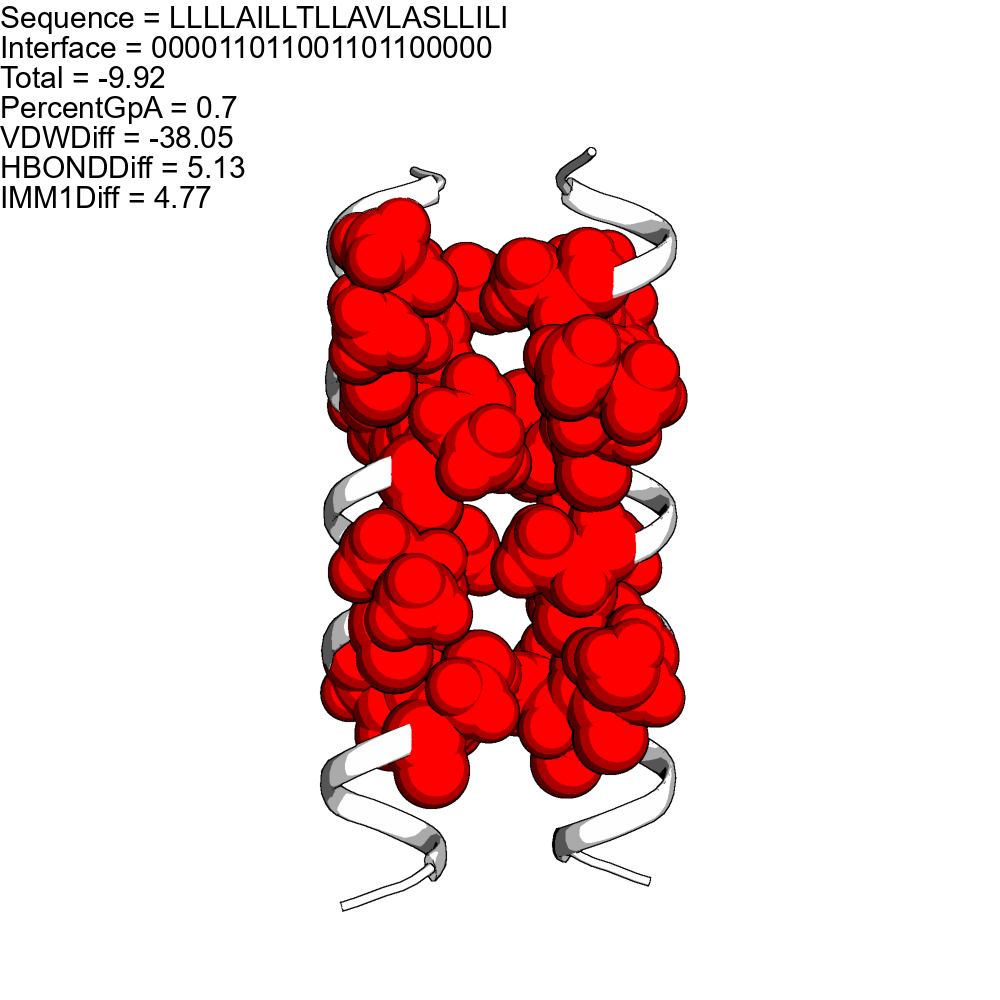 Sequence = LLLLAILLTLLAVLASLLILI
Interface = 000011011001101100000
Total = -9.92
PercentGpA = 0.7
VDWDiff = -38.05
HBONDDiff = 5.13
IMM1Diff = 4.77